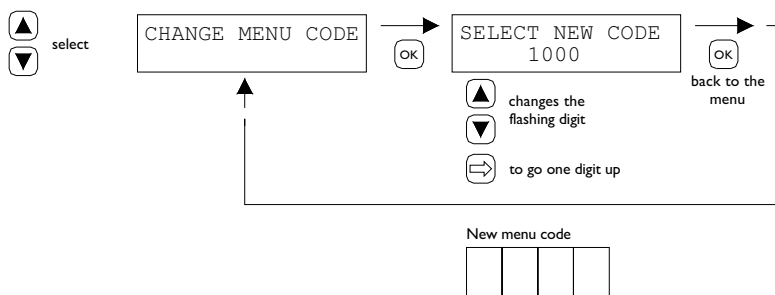 select
CHANGE MENU CODE
OK
SELECT NEW CODE
1000
OK
back to the
menu
changes the
flashing digit
to go one digit up
New menu code